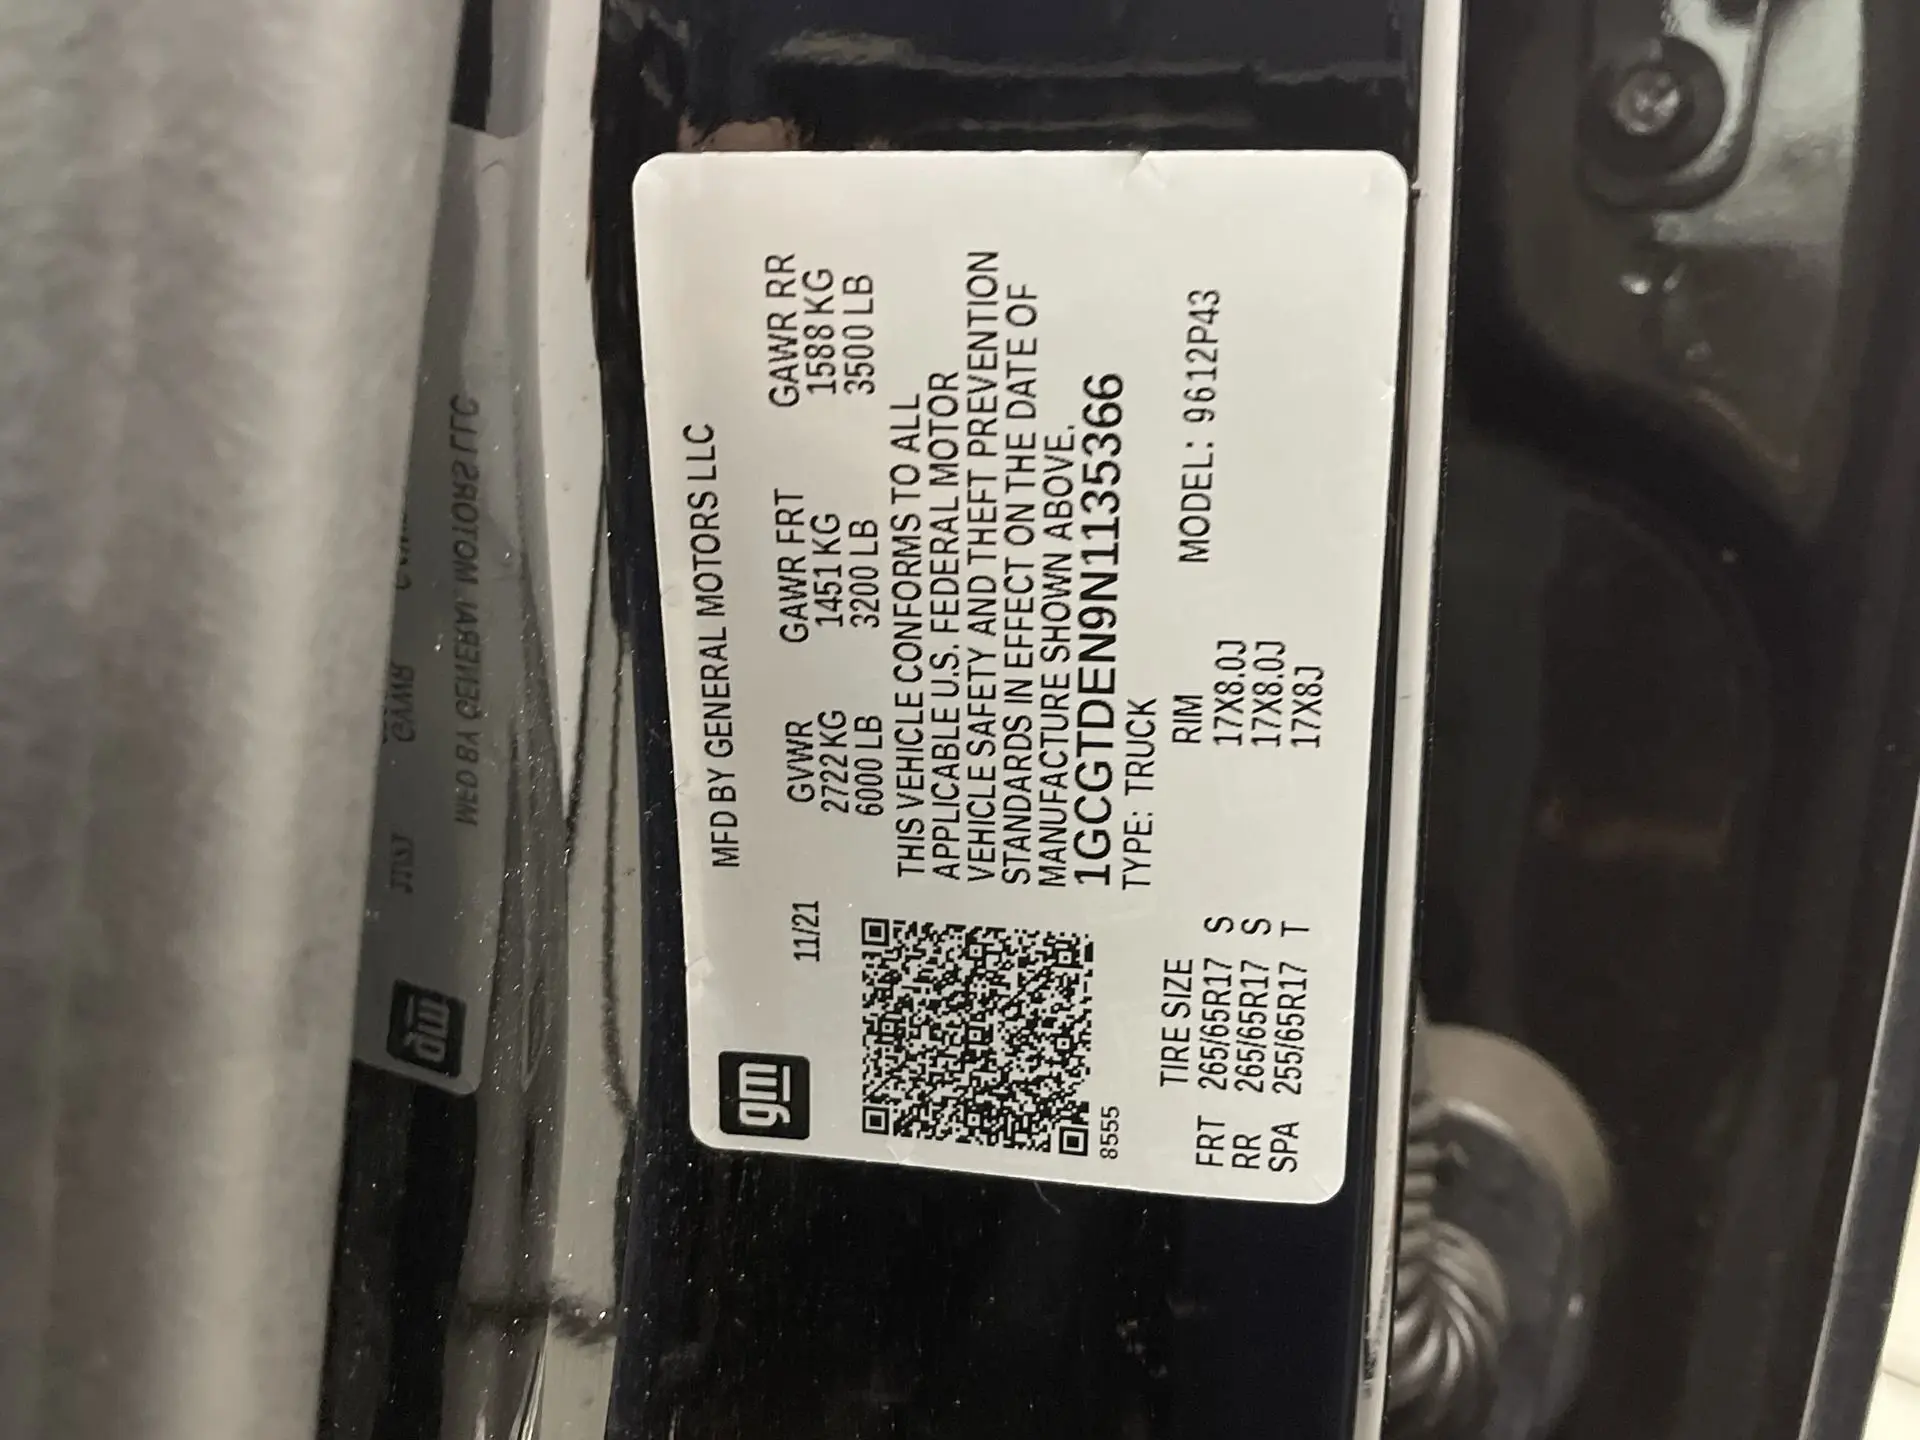 gm
MFD BY GENERAL MOTORS LLC
11/21 GVWR GAWR FRT GAWR RR
2722 KG 1451 KG 1588 KG
6000 LB 3200 LB 3500 LB
THIS VEHICLE CONFORMS TO ALL
APPLICABLE U.S. FEDERAL MOTOR
VEHICLE SAFETY AND THEFT PREVENTION
STANDARDS IN EFFECT ON THE DATE OF
MANUFACTURE SHOWN ABOVE.
1GCGTDEN9N1135366
8555 TYPE: TRUCK
TIRE SIZE RIM MODEL: 9612P43
FRT 265/65R17 S 17X8.0J
RR 265/65R17 S 17X8.0J
SPA 255/65R17 T 17X8J